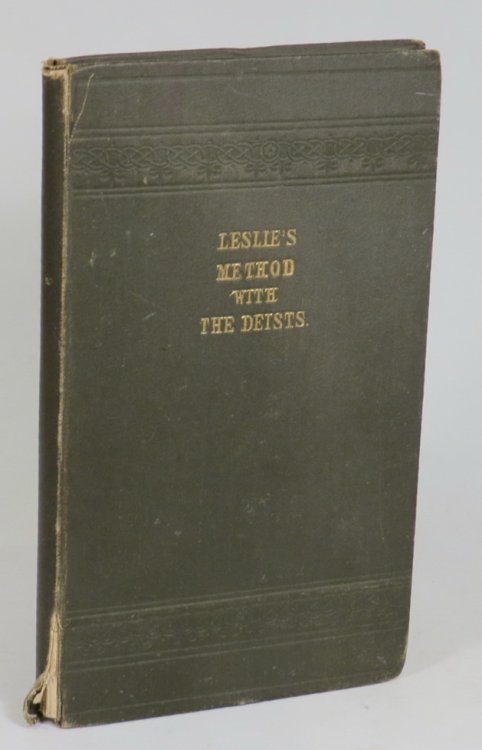 LESLIE'S
METHOD
WITH
THE DEISTS.